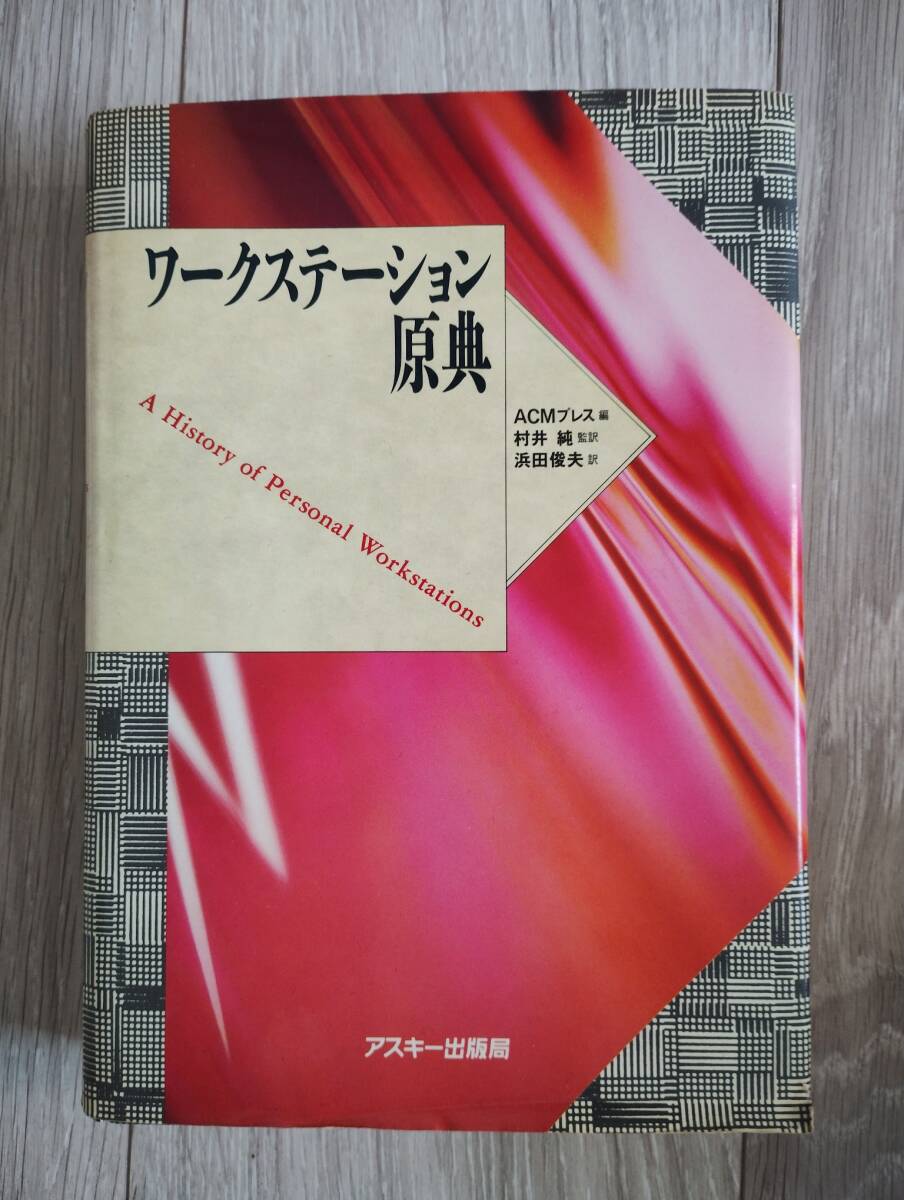 ワークステーション
原典
A History of Personal Workstations
ACMプレス 編
村井 純 監訳
浜田俊夫 訳
アスキー出版局